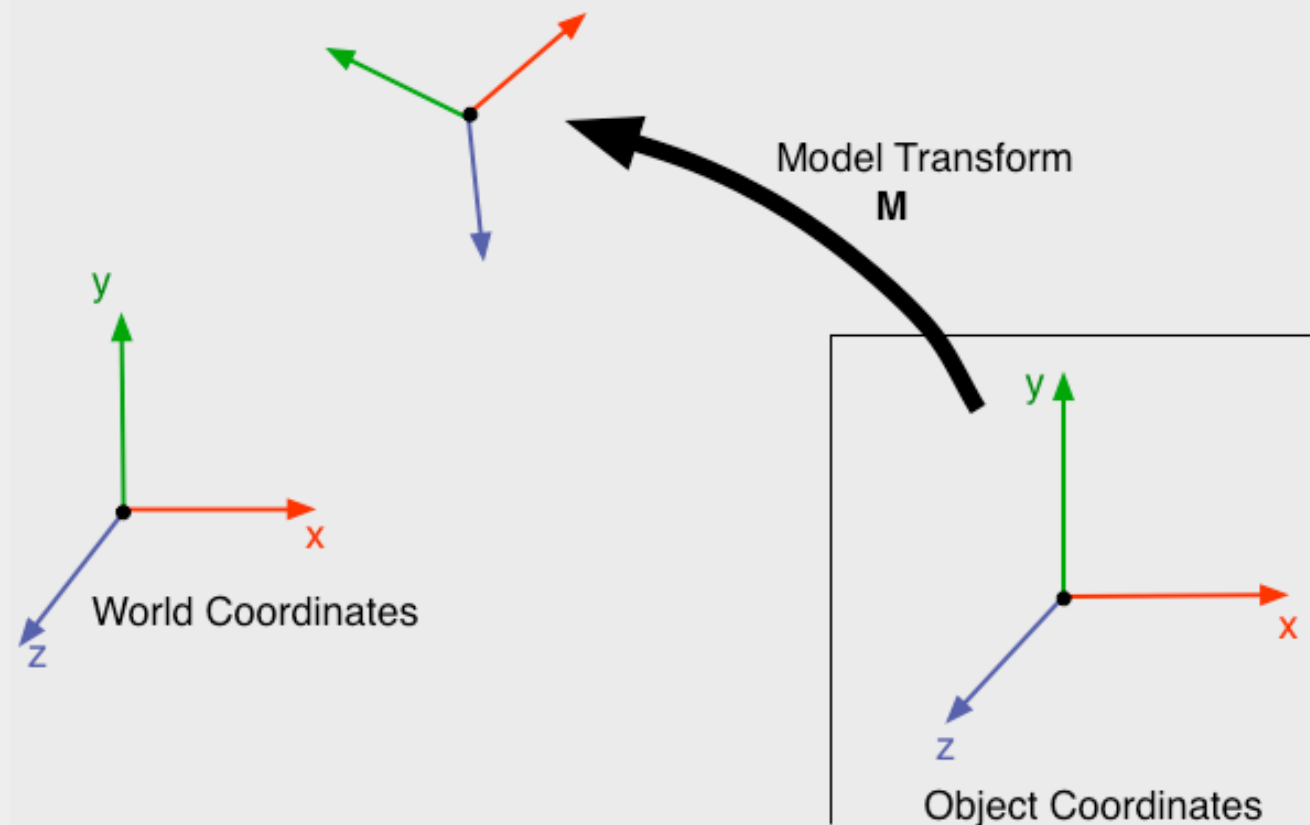 Model Transform
M
y
x
z
World Coordinates
y
x
z
Object Coordinates